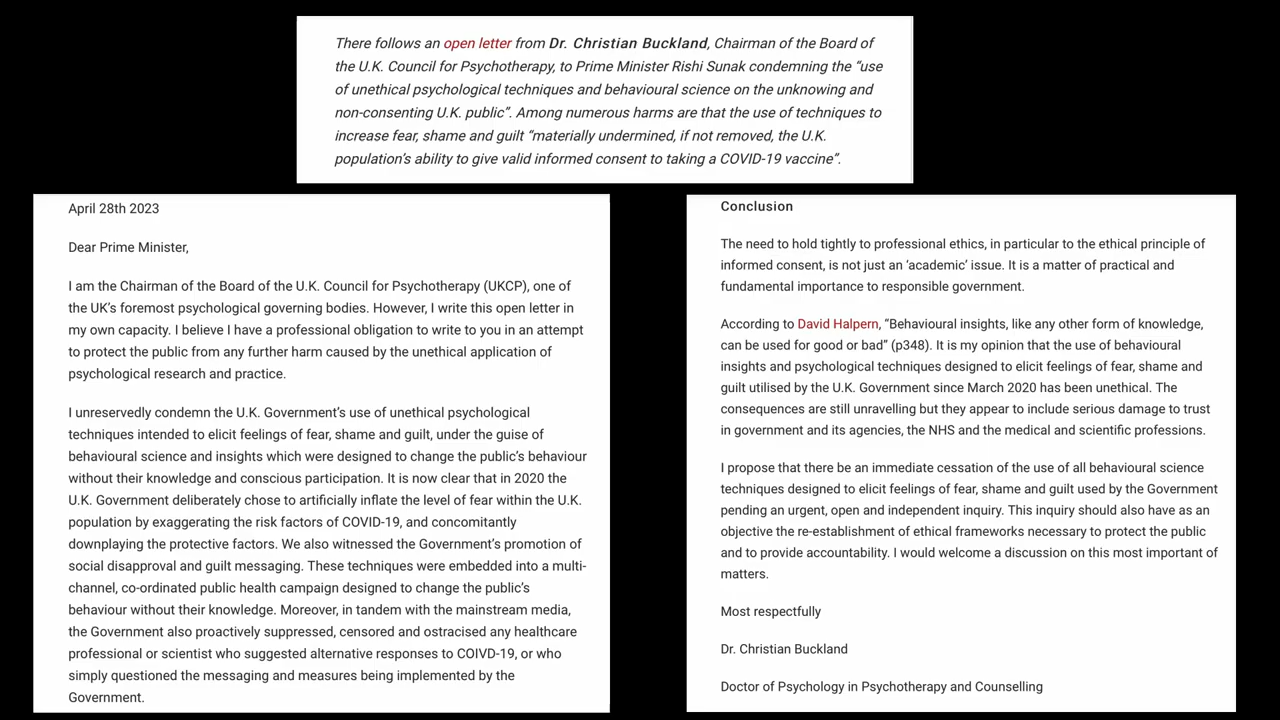 There follows an open letter from Dr. Christian Buckland, Chairman of the Board of
the U.K. Council for Psychotherapy, to Prime Minister Rishi Sunak condemning the “use
of unethical psychological techniques and behavioural science on the unknowing and
non-consenting U.K. public”. Among numerous harms are that the use of techniques to
increase fear, shame and guilt “materially undermined, if not removed, the U.K.
population’s ability to give valid informed consent to taking a COVID-19 vaccine”.
April 28th 2023
Dear Prime Minister,
I am the Chairman of the Board of the U.K. Council for Psychotherapy (UKCP), one of
the UK’s foremost psychological governing bodies. However, I write this open letter in
my own capacity. I believe I have a professional obligation to write to you in an attempt
to protect the public from any further harm caused by the unethical application of
psychological research and practice.
I unreservedly condemn the U.K. Government’s use of unethical psychological
techniques intended to elicit feelings of fear, shame and guilt, under the guise of
behavioural science and insights which were designed to change the public’s behaviour
without their knowledge and conscious participation. It is now clear that in 2020 the
U.K. Government deliberately chose to artificially inflate the level of fear within the U.K.
population by exaggerating the risk factors of COVID-19, and concomitantly
downplaying the protective factors. We also witnessed the Government’s promotion of
social disapproval and guilt messaging. These techniques were embedded into a multi-
channel, co-ordinated public health campaign designed to change the public’s
behaviour without their knowledge. Moreover, in tandem with the mainstream media,
the Government also proactively suppressed, censored and ostracised any healthcare
professional or scientist who suggested alternative responses to COIVD-19, or who
simply questioned the messaging and measures being implemented by the
Government.
Conclusion
The need to hold tightly to professional ethics, in particular to the ethical principle of
informed consent, is not just an ‘academic’ issue. It is a matter of practical and
fundamental importance to responsible government.
According to David Halpern, “Behavioural insights, like any other form of knowledge,
can be used for good or bad” (p348). It is my opinion that the use of behavioural
insights and psychological techniques designed to elicit feelings of fear, shame and
guilt utilised by the U.K. Government since March 2020 has been unethical. The
consequences are still unravelling but they appear to include serious damage to trust
in government and its agencies, the NHS and the medical and scientific professions.
I propose that there be an immediate cessation of the use of all behavioural science
techniques designed to elicit feelings of fear, shame and guilt used by the Government
pending an urgent, open and independent inquiry. This inquiry should also have as an
objective the re-establishment of ethical frameworks necessary to protect the public
and to provide accountability. I would welcome a discussion on this most important of
matters.
Most respectfully
Dr. Christian Buckland
Doctor of Psychology in Psychotherapy and Counselling